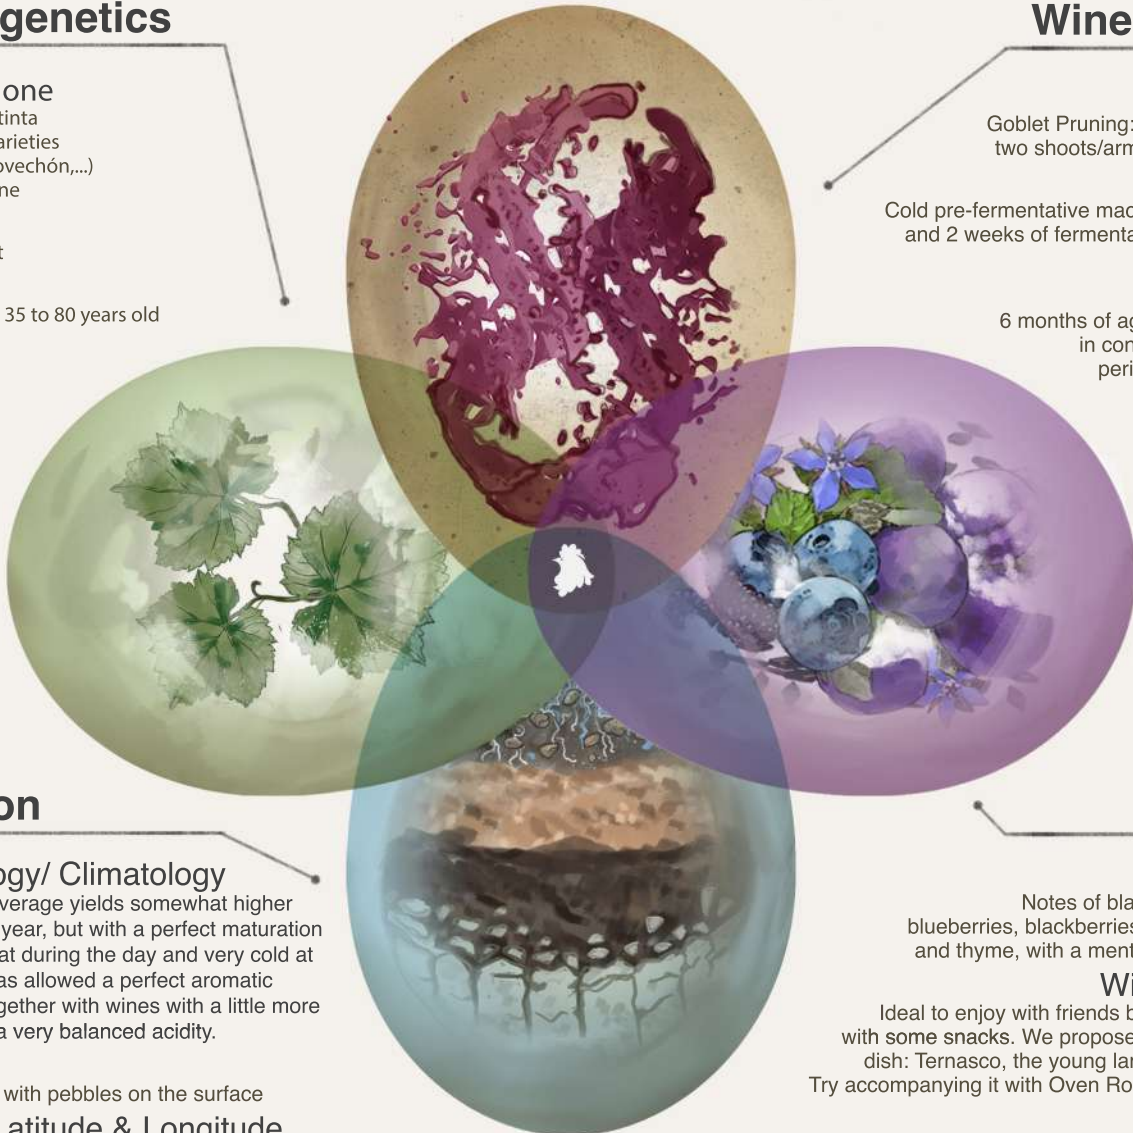 genetics
one
tinta
arieties
ovechón,...)
ne
t
35 to 80 years old
Wine
Goblet Pruning:
two shoots/arm
Cold pre-fermentative mac
and 2 weeks of fermenta
6 months of ag
in con
peri
on
ogy/ Climatology
verage yields somewhat higher
year, but with a perfect maturation
at during the day and very cold at
as allowed a perfect aromatic
gether with wines with a little more
a very balanced acidity.
with pebbles on the surface
atitude & Longitude
Notes of bla
blueberries, blackberries
and thyme, with a ment
Wi
Ideal to enjoy with friends b
with some snacks. We propose
dish: Ternasco, the young lar
Try accompanying it with Oven Ro